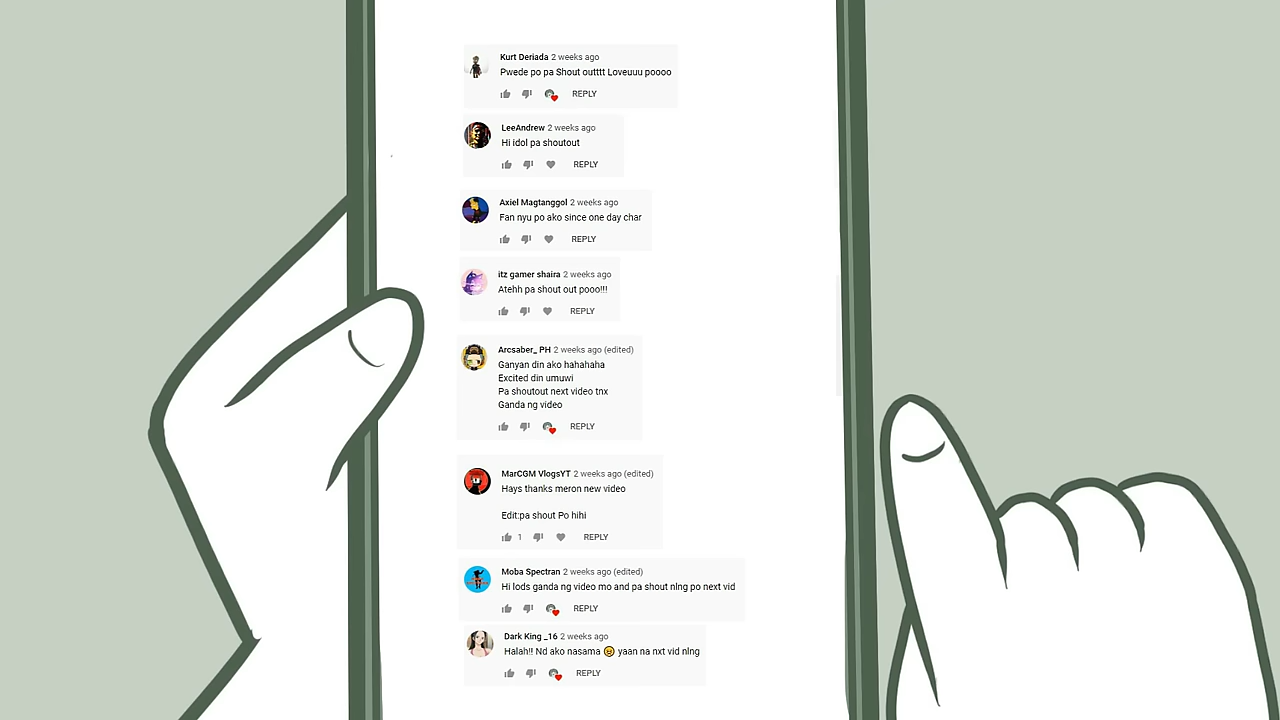 Kurt Deriada 2 weeks ago
Pwede po pa Shout outttt Loveuuu poooo
REPLY
LeeAndrew 2 weeks ago
Hi idol pa shoutout
REPLY
Axiel Magtanggol 2 weeks ago
Fan nyu po ako since one day char
REPLY
itz gamer shaira 2 weeks ago
Atehh pa shout out pooo!!!
REPLY
Arcsaber_ PH 2 weeks ago (edited)
Ganyan din ako hahahaha
Excited din umuwi
Pa shoutout next video tnx
Ganda ng video
REPLY
MarCGM VlogsYT 2 weeks ago (edited)
Hays thanks meron new video
Edit:pa shout Po hihi
1 REPLY
Moba Spectran 2 weeks ago (edited)
Hi lods ganda ng video mo and pa shout nlng po next vid
REPLY
Dark King _16 2 weeks ago
Halah!! Nd ako nasama 😉 yaan na nxt vid nlng
REPLY